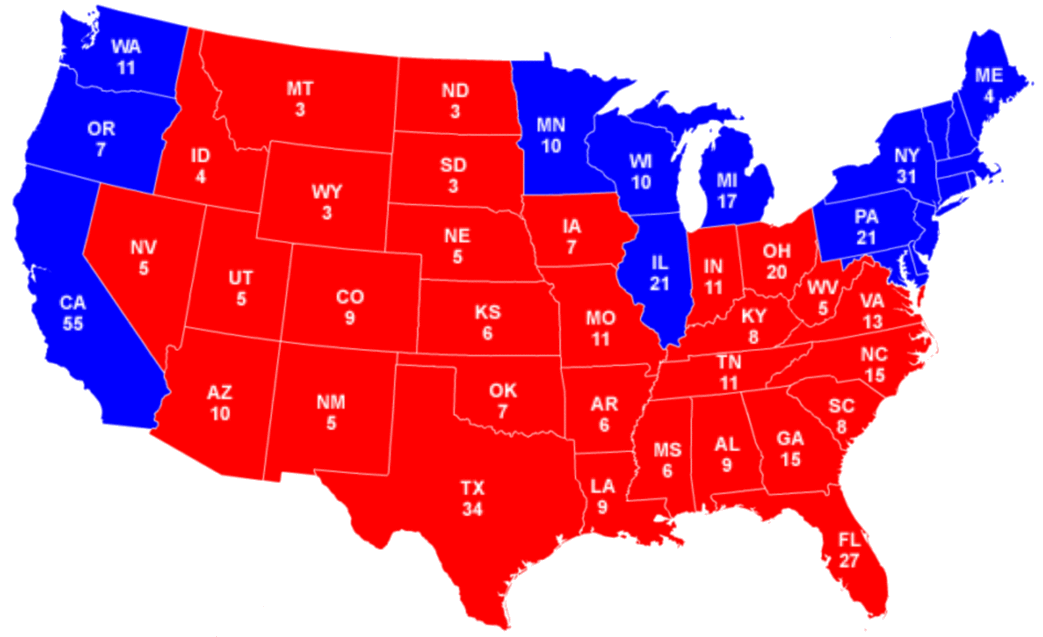 WA
11
OR
7
CA
55
ID
4
NV
5
MT
3
WY
3
UT
5
AZ
10
CO
9
NM
5
ND
3
SD
3
NE
5
KS
6
OK
7
TX
34
MN
10
IA
7
MO
11
AR
6
LA
9
WI
10
IL
21
MI
17
IN
11
OH
20
KY
8
TN
11
MS
6
AL
9
GA
15
FL
27
SC
8
NC
15
VA
13
WV
5
PA
21
NY
31
ME
4